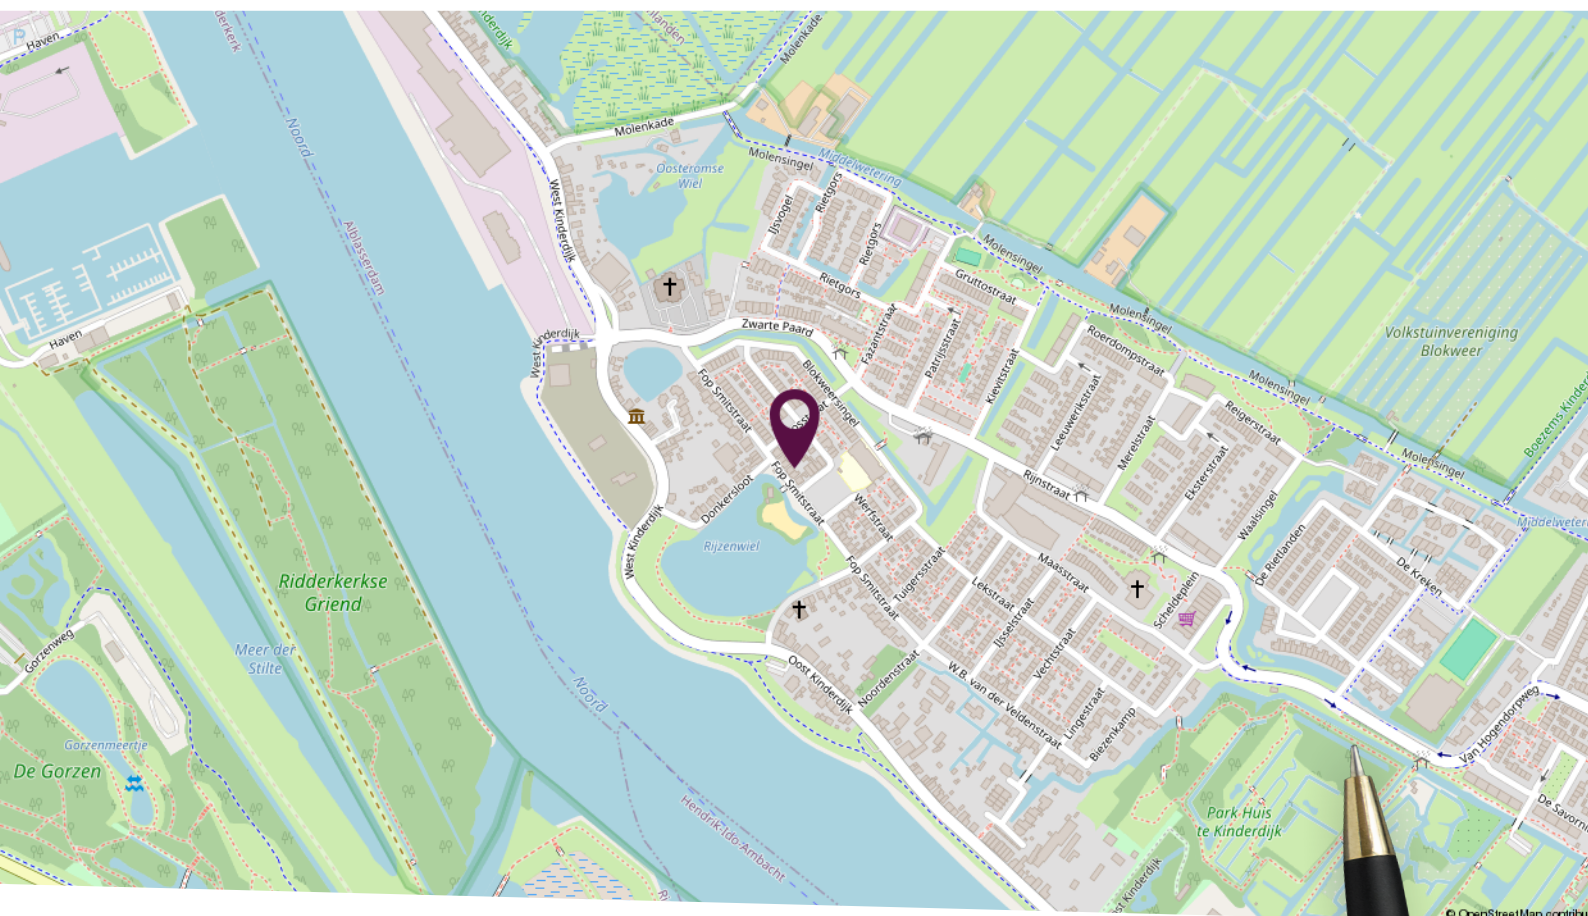 Haven
Noord
Alblasserdam
Molenkade
Molenkade
Oosteromse
Wiel
Molensingel
Middelwetering
IJsvogel
Rietgors
Rietgors
Rietgors
Molensingel
Gruttostraat
Molensingel
Volkstuinvereniging
Blokweer
Molensingel
Molensingel
West Kinderdijk
West Kinderdijk
Zwarte Paard
Fazantstraat
Patrijsstraat
Kievitstraat
Roerdompstraat
Leeuwerikstraat
Merelstraat
Reigerstraat
Eksterstraat
Waalsingel
Haven
Fop Smitstraat
Blokweersingel
Fop Smitstraat
Donkersloot
Werfstraat
Rijnstraat
West Kinderdijk
Rijzenwiel
Fop Smitstraat
Tuigersstraat
Maasstraat
Lekstraat
IJsselstraat
Vechtstraat
Scheldeplein
De Rietlanden
De Kreken
Ridderkerkse
Griend
Meer der
Stilte
Gorzenweg
Gorzenmeertje
De Gorzen
Noord
Oost Kinderdijk
Noordenstraat
W.B. van der Veldenstraat
Lingestraat
Biezenkamp
Van Hogendorpweg
Park Huis
te Kinderdijk
Hendrik-Ido-Ambacht
© OpenStreetMap contribu